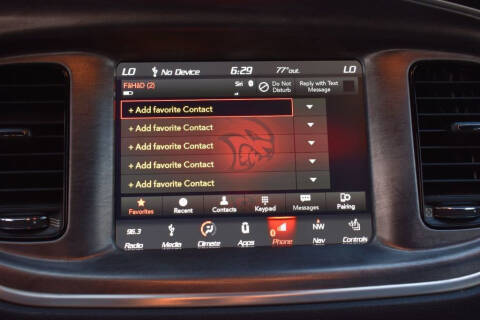 LO No Device 6:29 77°out. LO
F&H&D (2) Siri Do Not Disturb Reply with Text Message
+ Add favorite Contact
+ Add favorite Contact
+ Add favorite Contact
+ Add favorite Contact
+ Add favorite Contact
Favorites Recent Contacts Keypad Messages Pairing
96.3 NW
Radio Media Climate Apps Phone Nav Controls